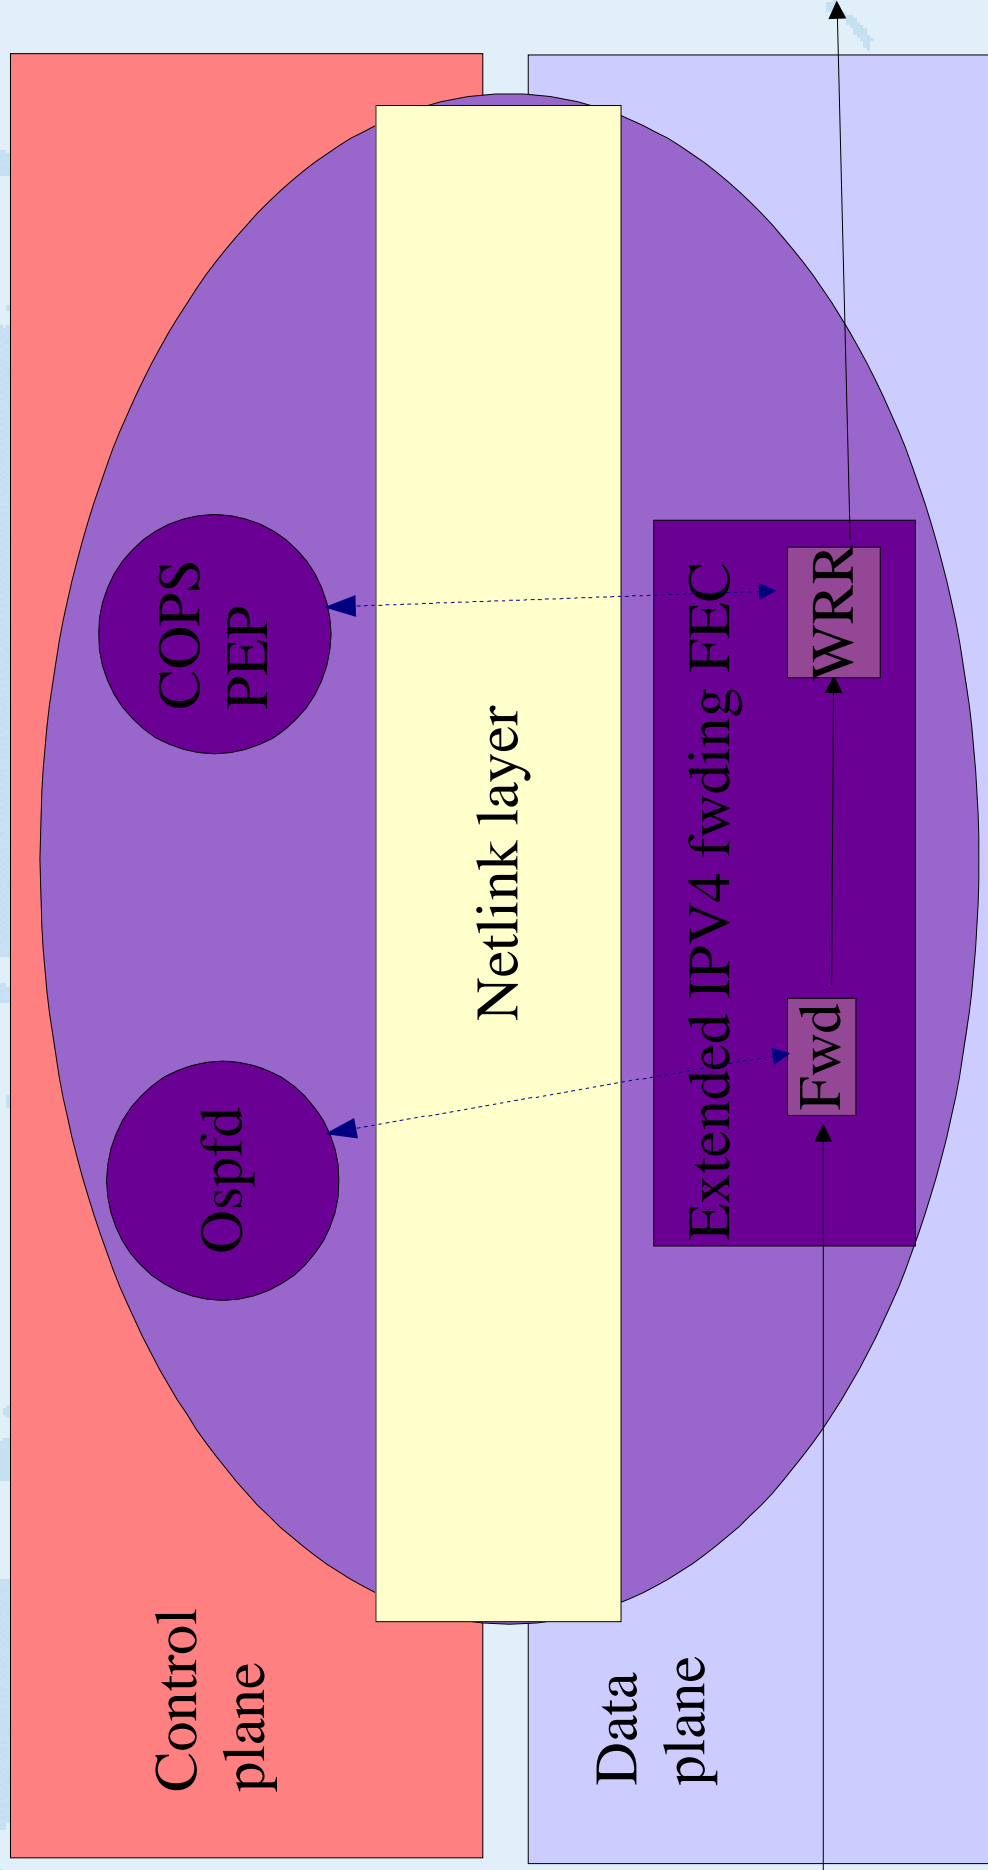 Control
plane
Ospfd
COPS
PEP
Netlink layer
Data
plane
Extended IPV4 fwding FEC
Fwd
WRR